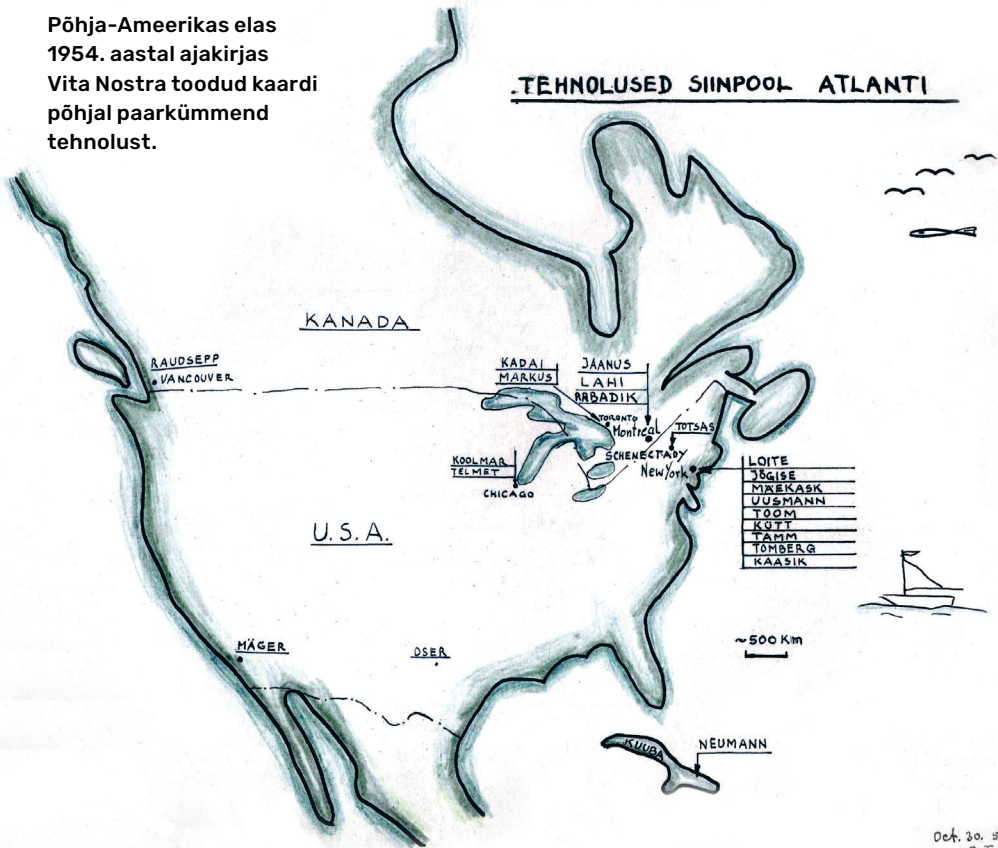 Põhja-Ameerikas elas
1954. aastal ajakirjas
Vita Nostra toodud kaardi
põhjal paarkümmend
tehnolust.
TEHNOLUSED SIINPOOL ATLANTI
KANADA
RAUDSEPP
VANCOUVER
KADAI
MARKUS
JAANUS
LAHI
ARBADIK
TORONTO
Montreal
TOTSAS
SCHENECTADY
New York
KOOLMAR
TELMET
CHICAGO
LOITE
JÕGISE
MÄEKASK
UUSMANN
TOOM
KÜTT
TAMM
TOMBERG
KAASIK
U.S.A.
~500 Km
MÄGER
OSER
KUUBA
NEUMANN
Oct. 30.